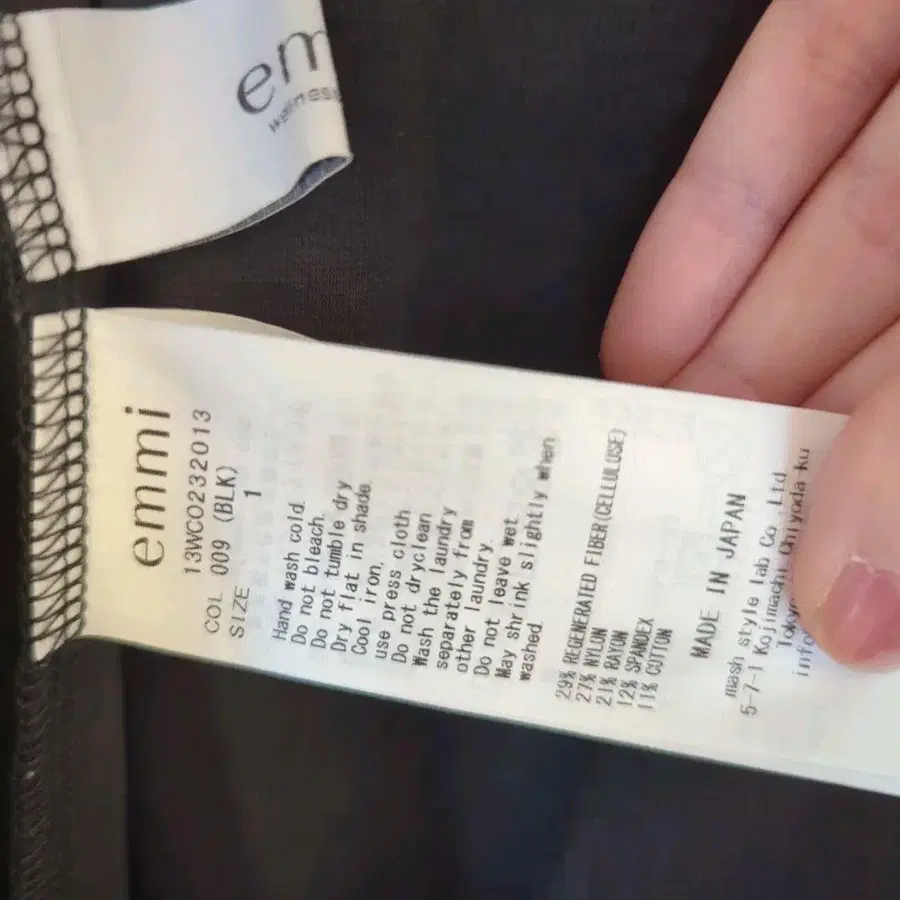 em
wellness
emmi
13WCO232013
COL 009 (BLK)
SIZE 1
Hand wash cold.
Do not bleach.
Do not tumble dry
Dry flat in shade.
Cool iron,
use press cloth.
Do not dryclean
Wash the laundry
separately from
other laundry.
Do not leave wet
May shrink slightly when
washed.
29% REGENERATED FIBER(CELLULOSE)
27% NYLON
21% RAYON
12% SPANDEX
11% COTTON
MADE IN JAPAN
mash style lab Co .Ltd
5-7-1 Kojimachi Chiyoda-ku
Tokyo
info